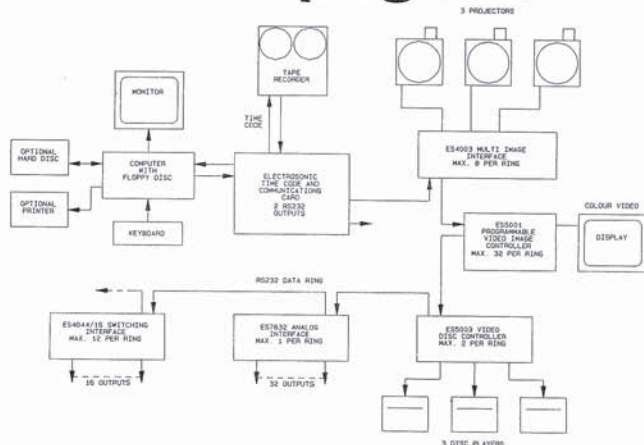 3 PROJECTORS
TAPE
RECORDER
MONITOR
TIME
CODE
OPTIONAL
HARD DISC
COMPUTER
WITH
FLOPPY DISC
OPTIONAL
PRINTER
KEYBOARD
ELECTROSONIC
TIME CODE AND
COMMUNICATIONS
CARD
2 RS232
OUTPUTS
ES4003 MULTI IMAGE
INTERFACE
MAX. 8 PER RING
ES5001
PROGRAMMABLE
VIDEO IMAGE
CONTROLLER
MAX. 32 PER RING
COLOUR VIDEO
DISPLAY
RS232 DATA RING
ES4044/16 SWITCHING
INTERFACE
MAX. 12 PER RING
16 OUTPUTS
ES7632 ANALOG
INTERFACE
MAX. 1 PER RING
32 OUTPUTS
ES5003 VIDEO
DISC CONTROLLER
MAX. 2 PER RING
3 DISC PLAYERS